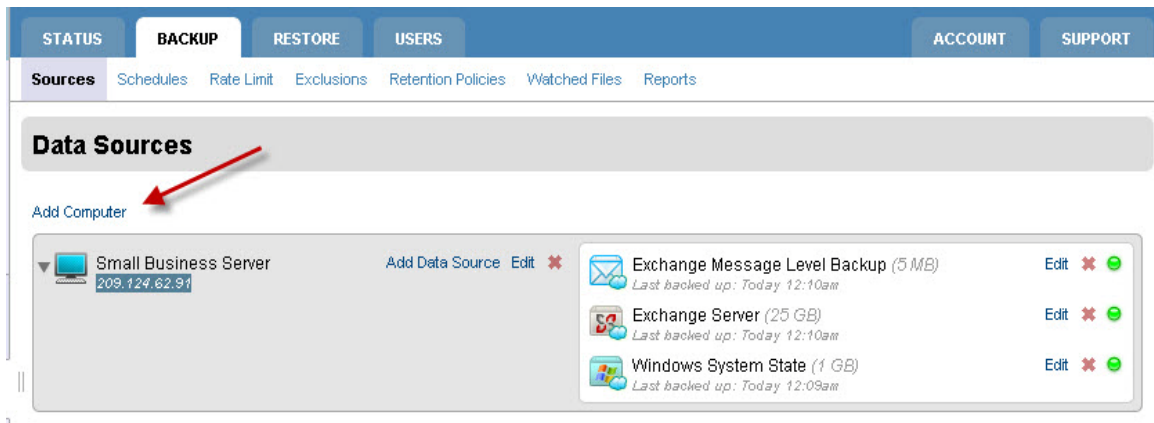 STATUS BACKUP RESTORE USERS ACCOUNT SUPPORT
Sources Schedules Rate Limit Exclusions Retention Policies Watched Files Reports
Data Sources
Add Computer
Small Business Server Add Data Source Edit
209.124.62.91
Exchange Message Level Backup (5 MB) Edit
Last backed up: Today 12:10am
Exchange Server (25 GB) Edit
Last backed up: Today 12:10am
Windows System State (1 GB) Edit
Last backed up: Today 12:09am